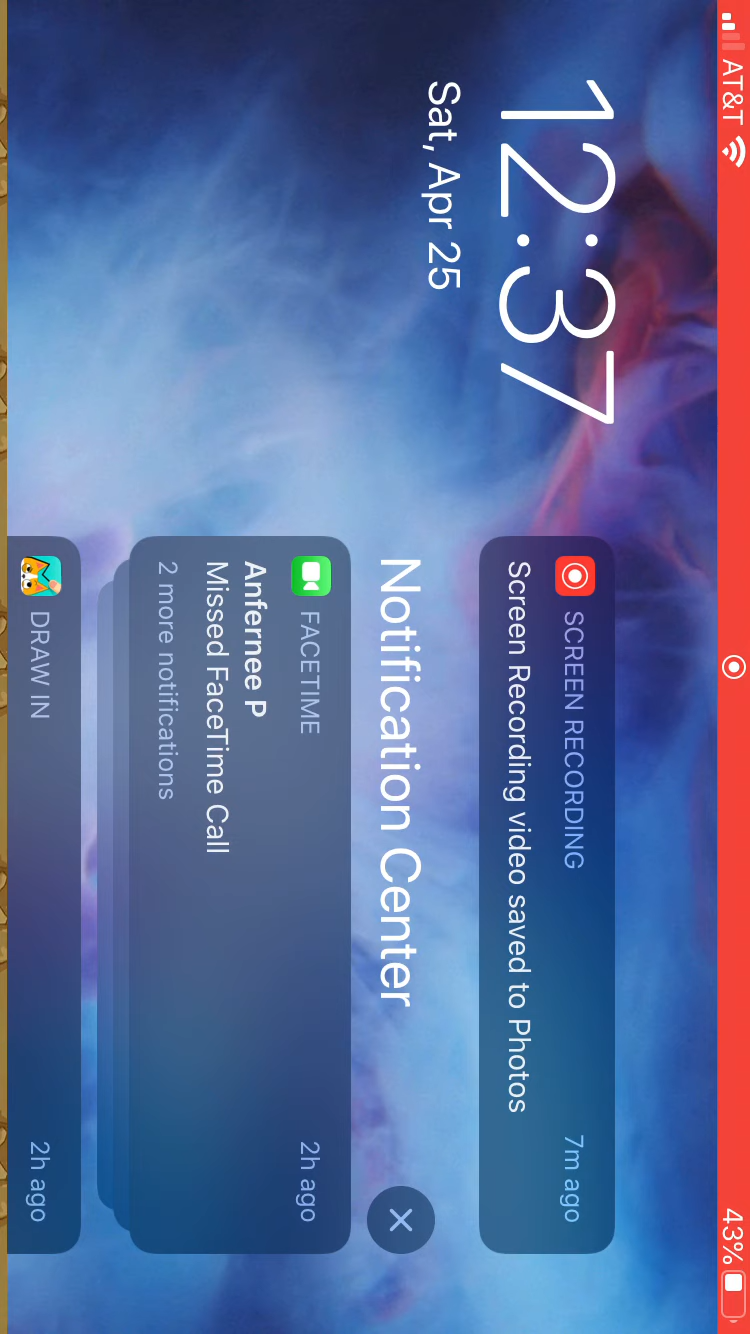 AT&T
43%
12:37
Sat, Apr 25
SCREEN RECORDING
7m ago
Screen Recording video saved to Photos
Notification Center
FACETIME
2h ago
Anfernee P
Missed FaceTime Call
2 more notifications
DRAW IN
2h ago